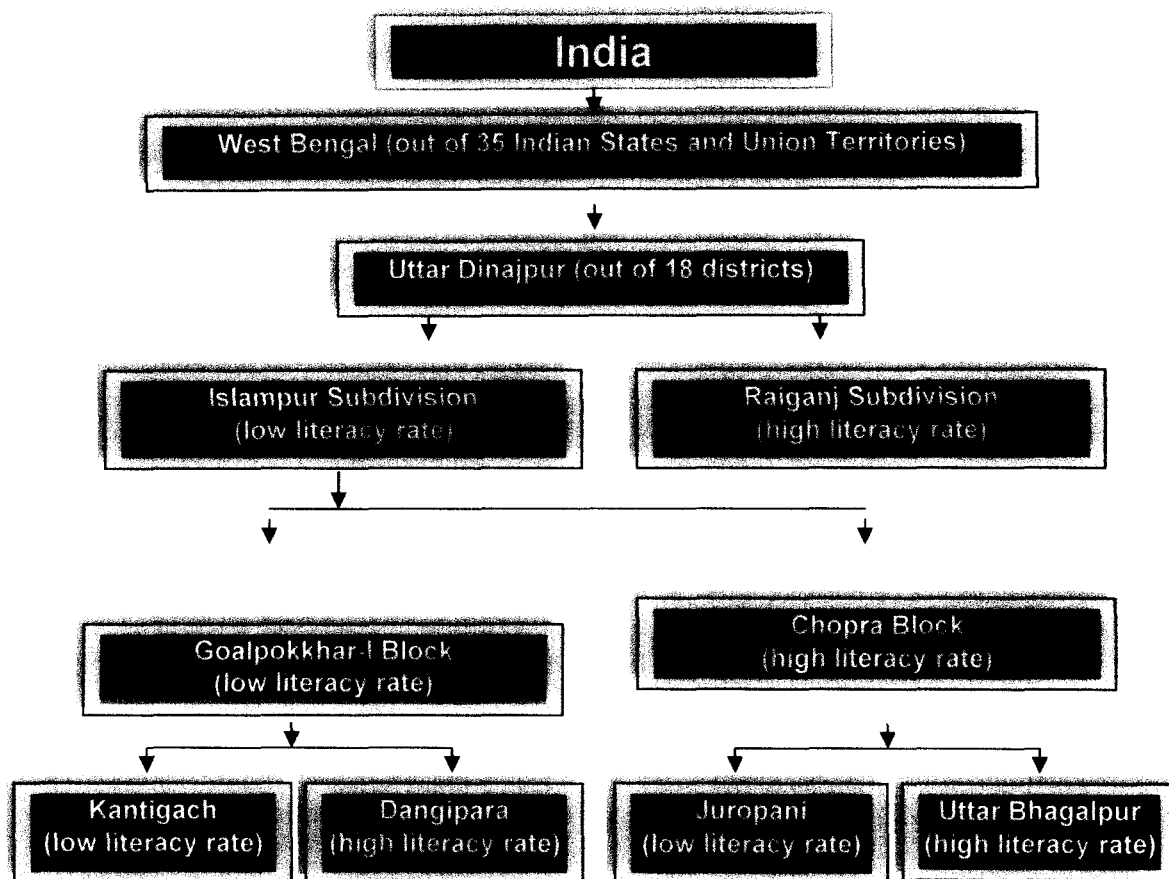 India
West Bengal (out of 35 Indian States and Union Territories)
Uttar Dinajpur (out of 18 districts)
Islampur Subdivision
(low literacy rate)
Raiganj Subdivision
(high literacy rate)
Goalpokkhar-I Block
(low literacy rate)
Chopra Block
(high literacy rate)
Kantigach
(low literacy rate)
Dangipara
(high literacy rate)
Juropani
(low literacy rate)
Uttar Bhagalpur
(high literacy rate)